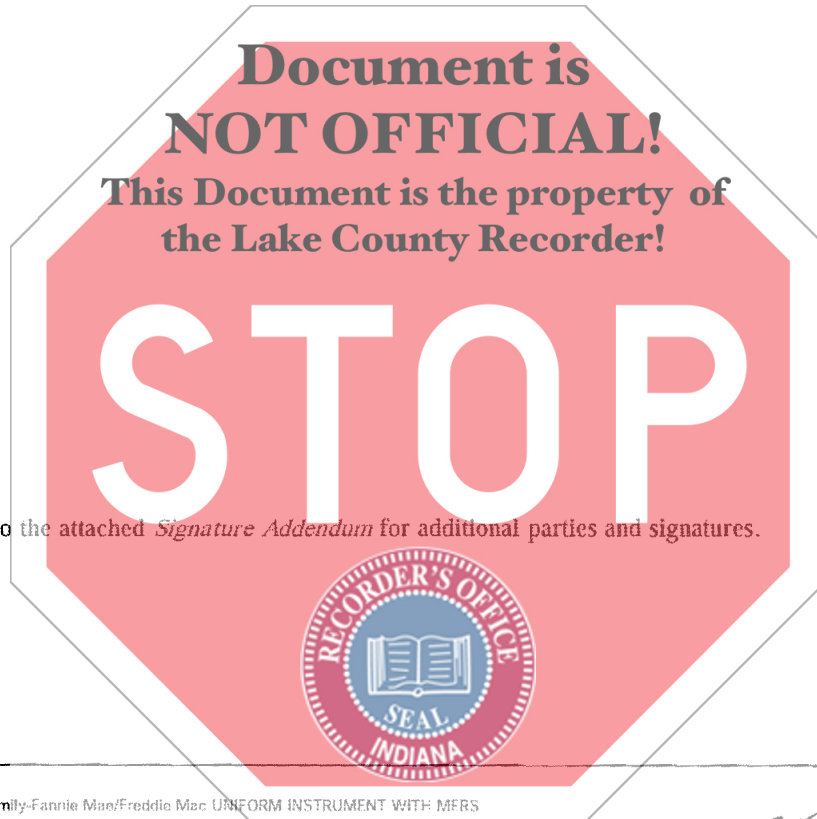 Document is
NOT OFFICIAL!
This Document is the property of
the Lake County Recorder!
STOP
o the attached Signature Addendum for additional parties and signatures.
RECORDER'S OFFICE
SEAL
INDIANA
mily-Fannie Mae/Freddie Mac UNIFORM INSTRUMENT WITH MERS